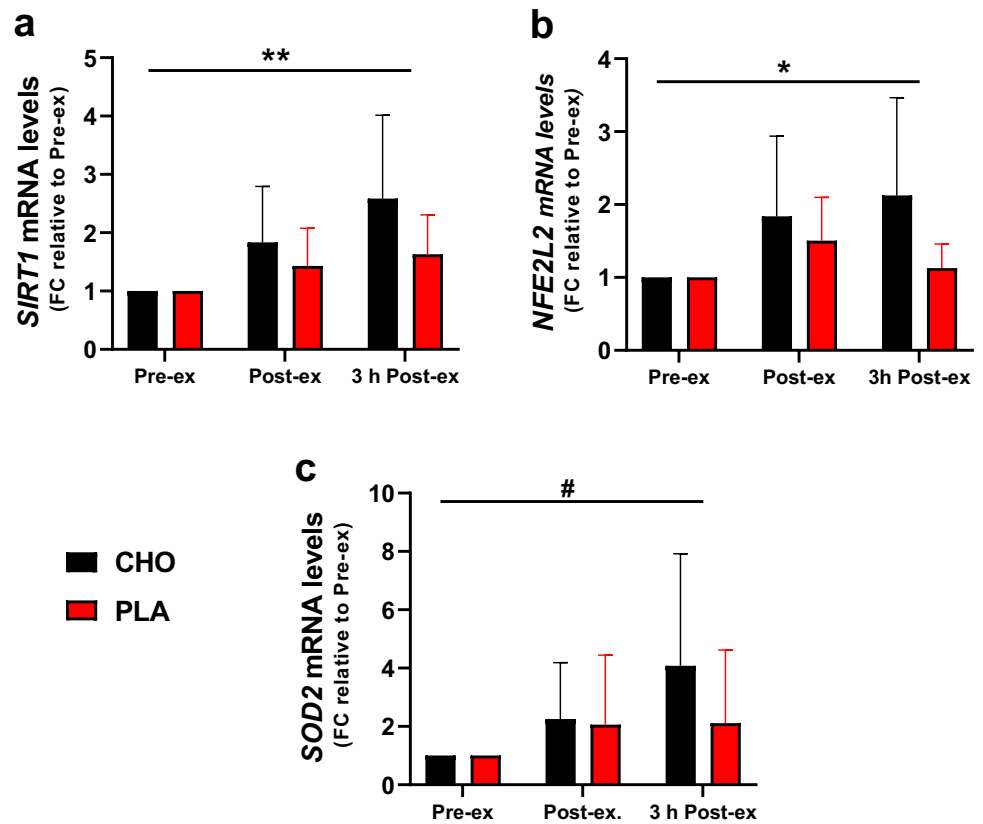 a
SIRT1 mRNA levels
(FC relative to Pre-ex)
5
4
3
2
1
0
**
Pre-ex Post-ex 3 h Post-ex
b
NFE2L2 mRNA levels
(FC relative to Pre-ex)
4
3
2
1
0
*
Pre-ex Post-ex 3h Post-ex
c
SOD2 mRNA levels
(FC relative to Pre-ex)
10
8
6
4
2
0
#
Pre-ex Post-ex. 3 h Post-ex
CHO
PLA